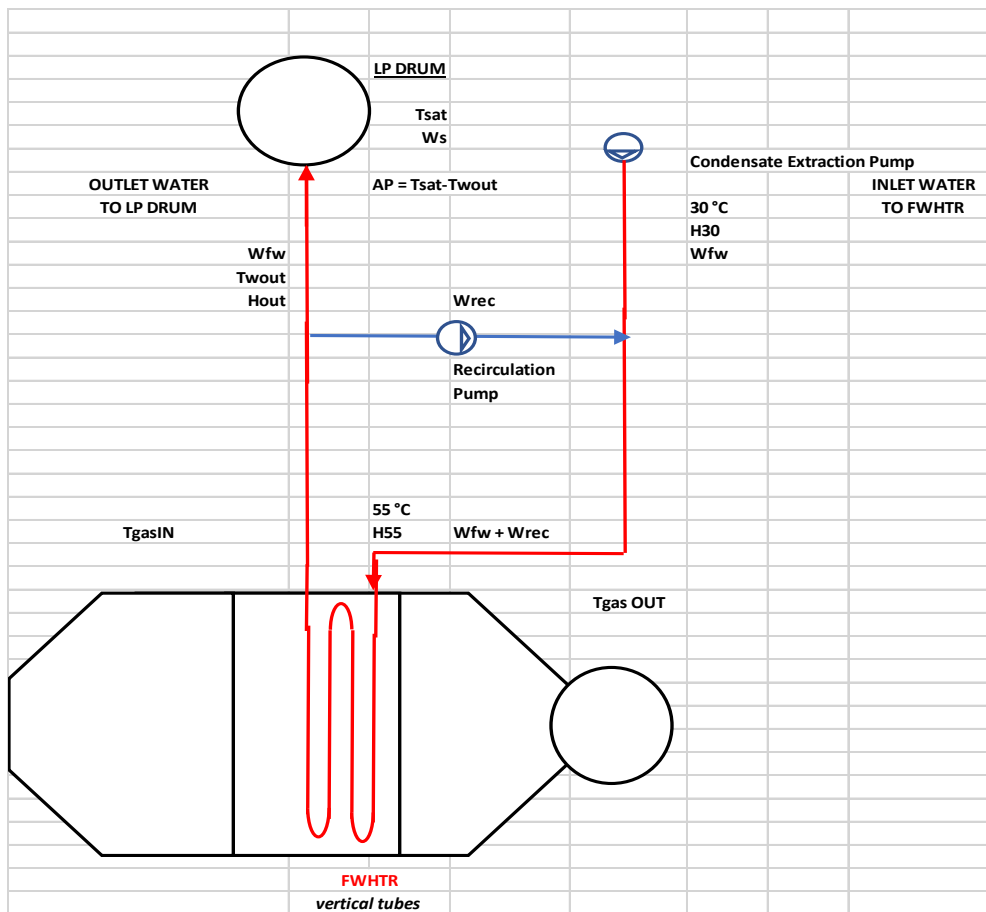 LP DRUM
Tsat
Ws
Condensate Extraction Pump
OUTLET WATER
TO LP DRUM
AP = Tsat-Twout
INLET WATER
TO FWHTR
30 °C
H30
Wfw
Wfw
Twout
Hout
Wrec
Recirculation
Pump
55 °C
H55
Wfw + Wrec
TgasIN
Tgas OUT
FWHTR
vertical tubes